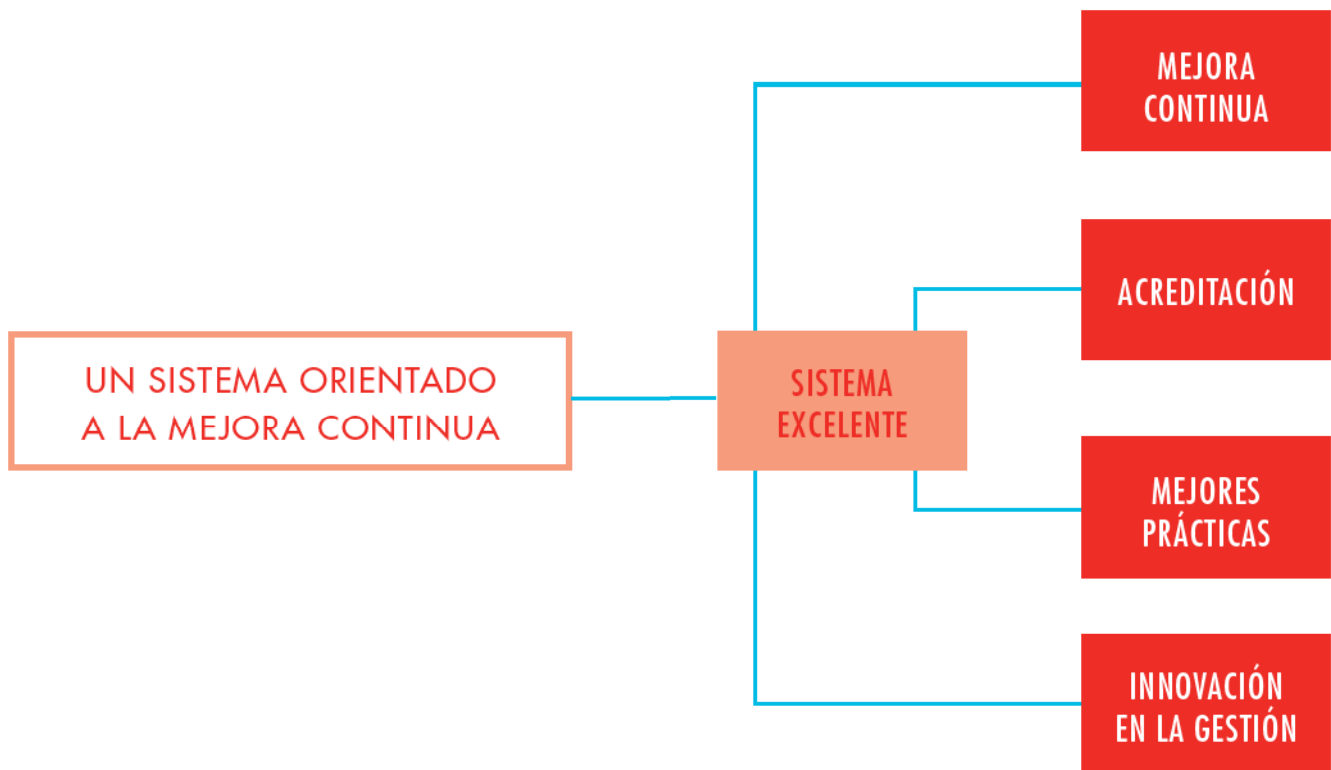 MEJORA
CONTINUA
ACREDITACIÓN
UN SISTEMA ORIENTADO
A LA MEJORA CONTINUA
SISTEMA
EXCELENTE
MEJORES
PRÁCTICAS
INNOVACIÓN
EN LA GESTIÓN